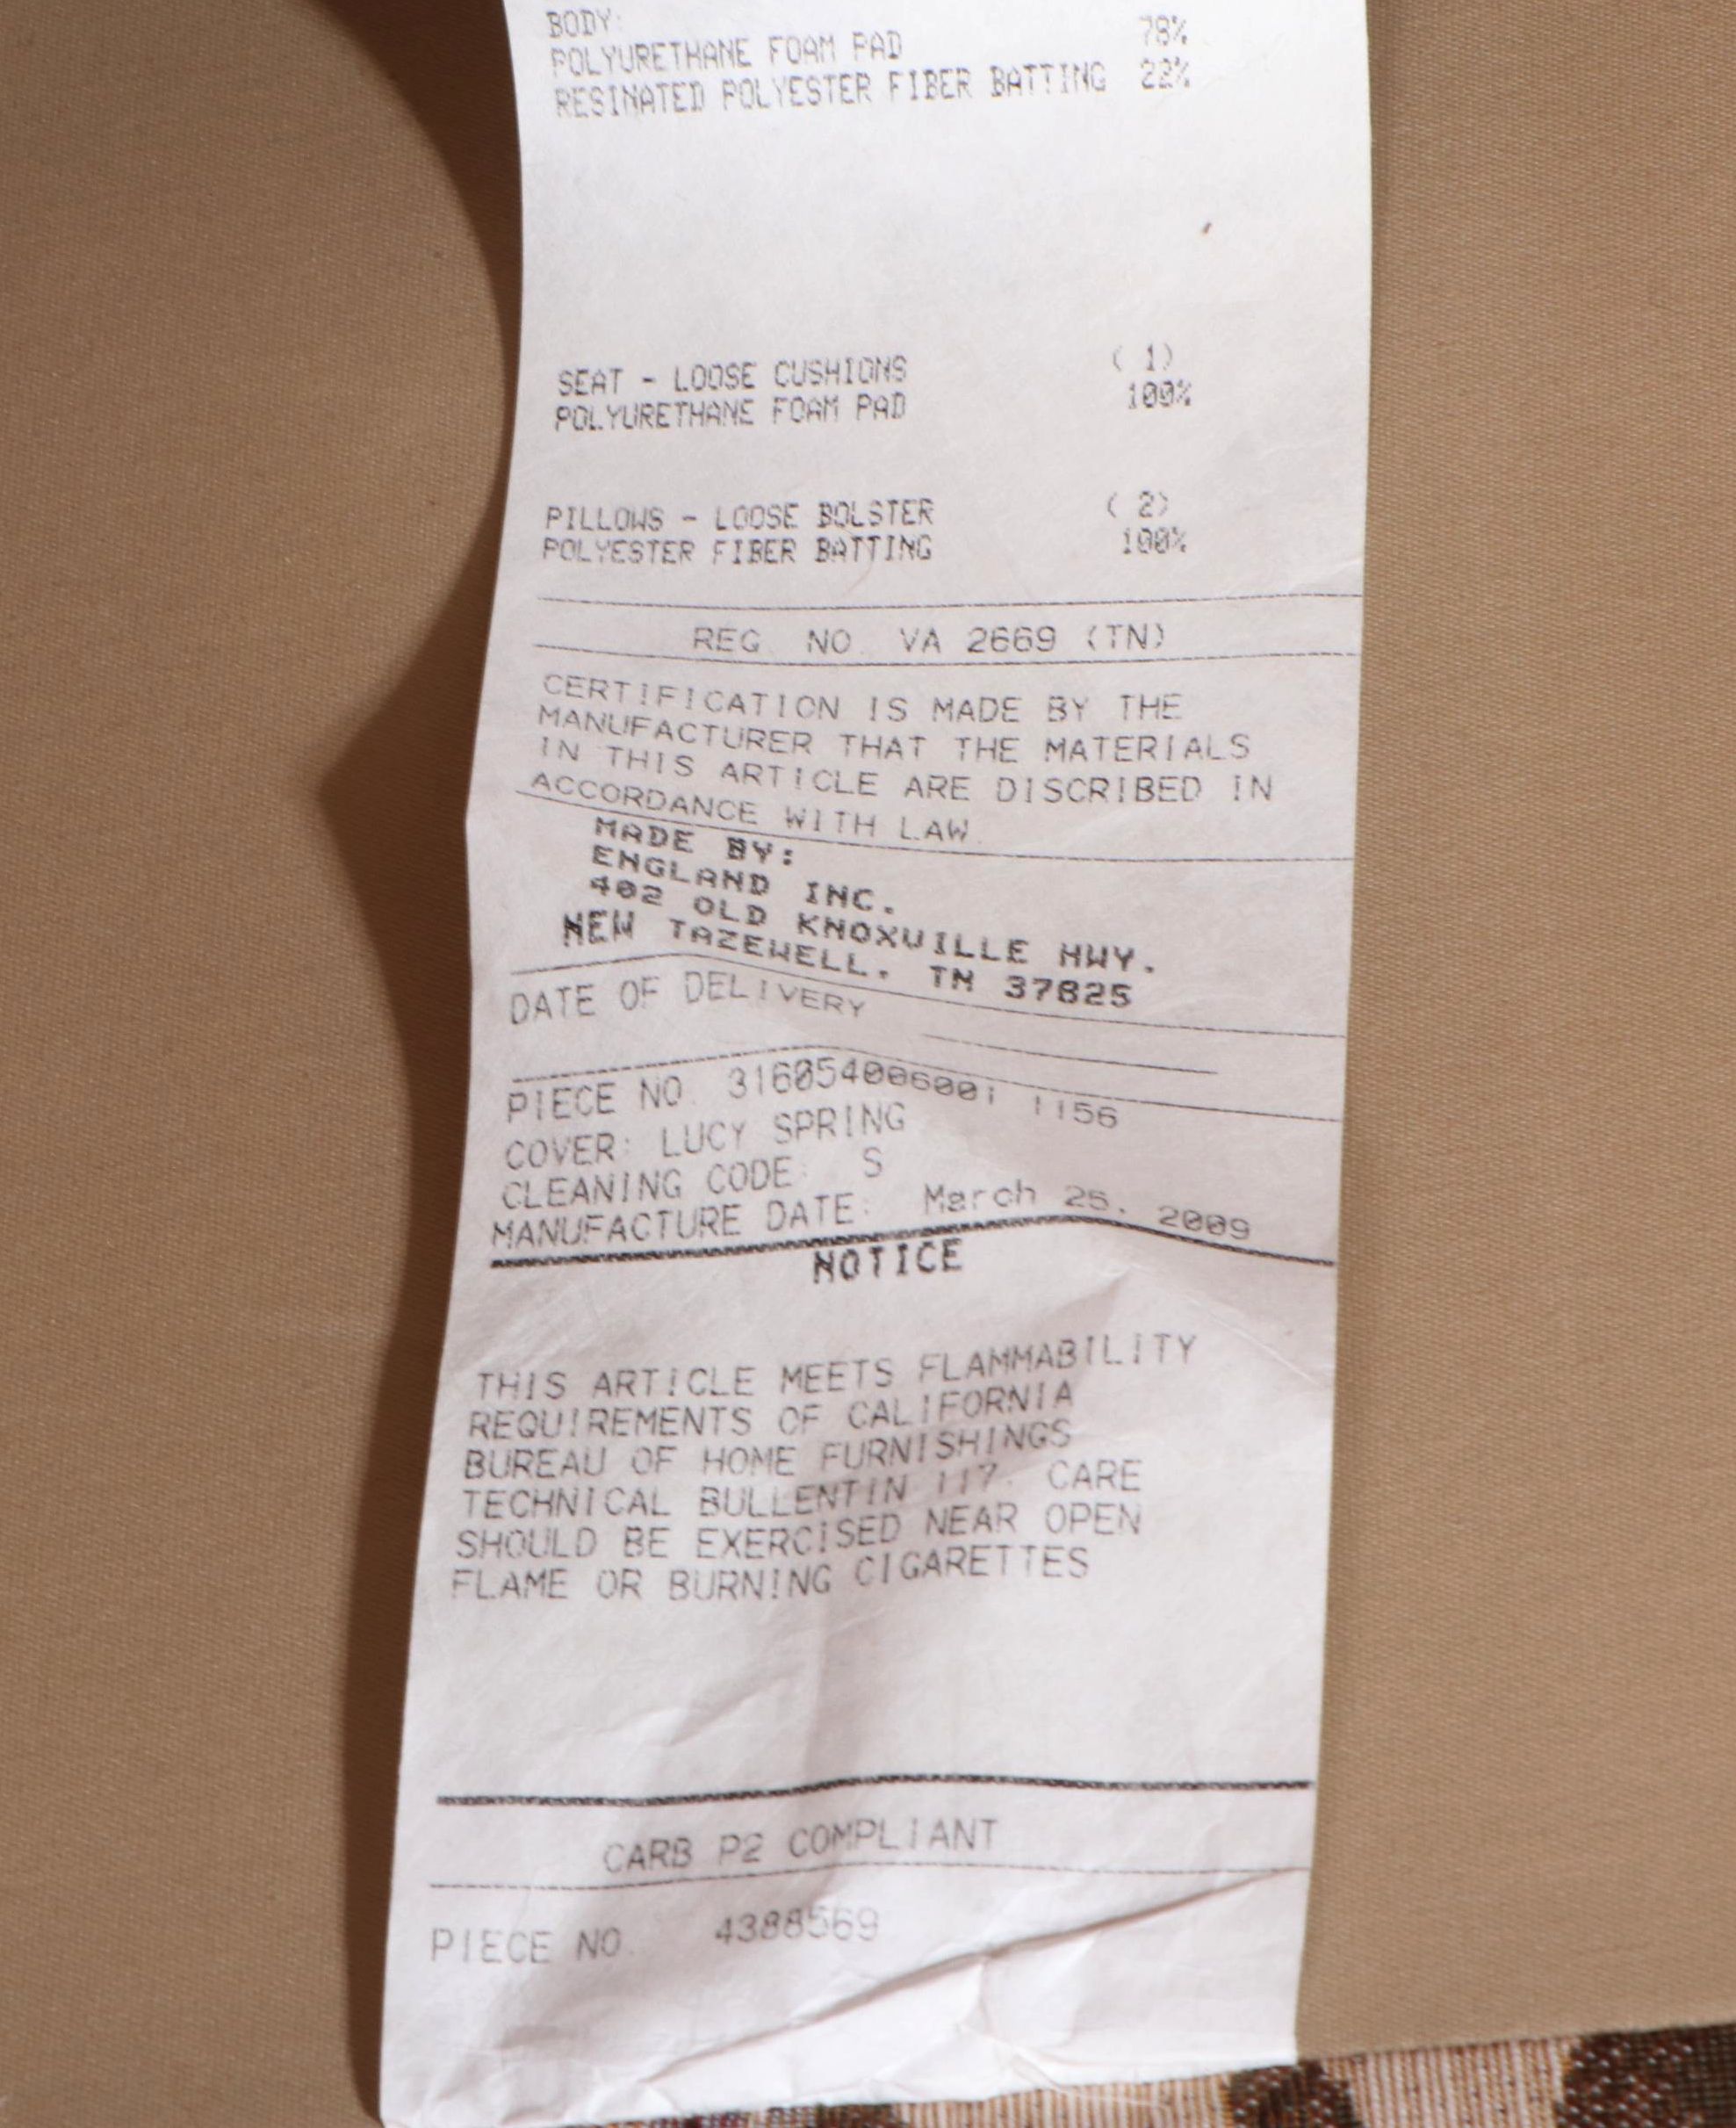 BODY:
POLYURETHANE FOAM PAD 78%
RESINATED POLYESTER FIBER BATTING 22%
SEAT - LOOSE CUSHIONS ( 1)
POLYURETHANE FOAM PAD 100%
PILLOWS - LOOSE BOLSTER ( 2)
POLYESTER FIBER BATTING 100%
REG. NO. VA 2669 (TN)
CERTIFICATION IS MADE BY THE
MANUFACTURER THAT THE MATERIALS
IN THIS ARTICLE ARE DISCRIBED IN
ACCORDANCE WITH LAW.
MADE BY:
ENGLAND INC.
402 OLD KNOXVILLE HWY.
NEW TAZEWELL, TN 37825
DATE OF DELIVERY
PIECE NO. 316054006001 1156
COVER: LUCY SPRING
CLEANING CODE: S
MANUFACTURE DATE: March 25, 2009
NOTICE
THIS ARTICLE MEETS FLAMMABILITY
REQUIREMENTS OF CALIFORNIA
BUREAU OF HOME FURNISHINGS
TECHNICAL BULLENTIN 117. CARE
SHOULD BE EXERCISED NEAR OPEN
FLAME OR BURNING CIGARETTES
CARB P2 COMPLIANT
PIECE NO. 4388569